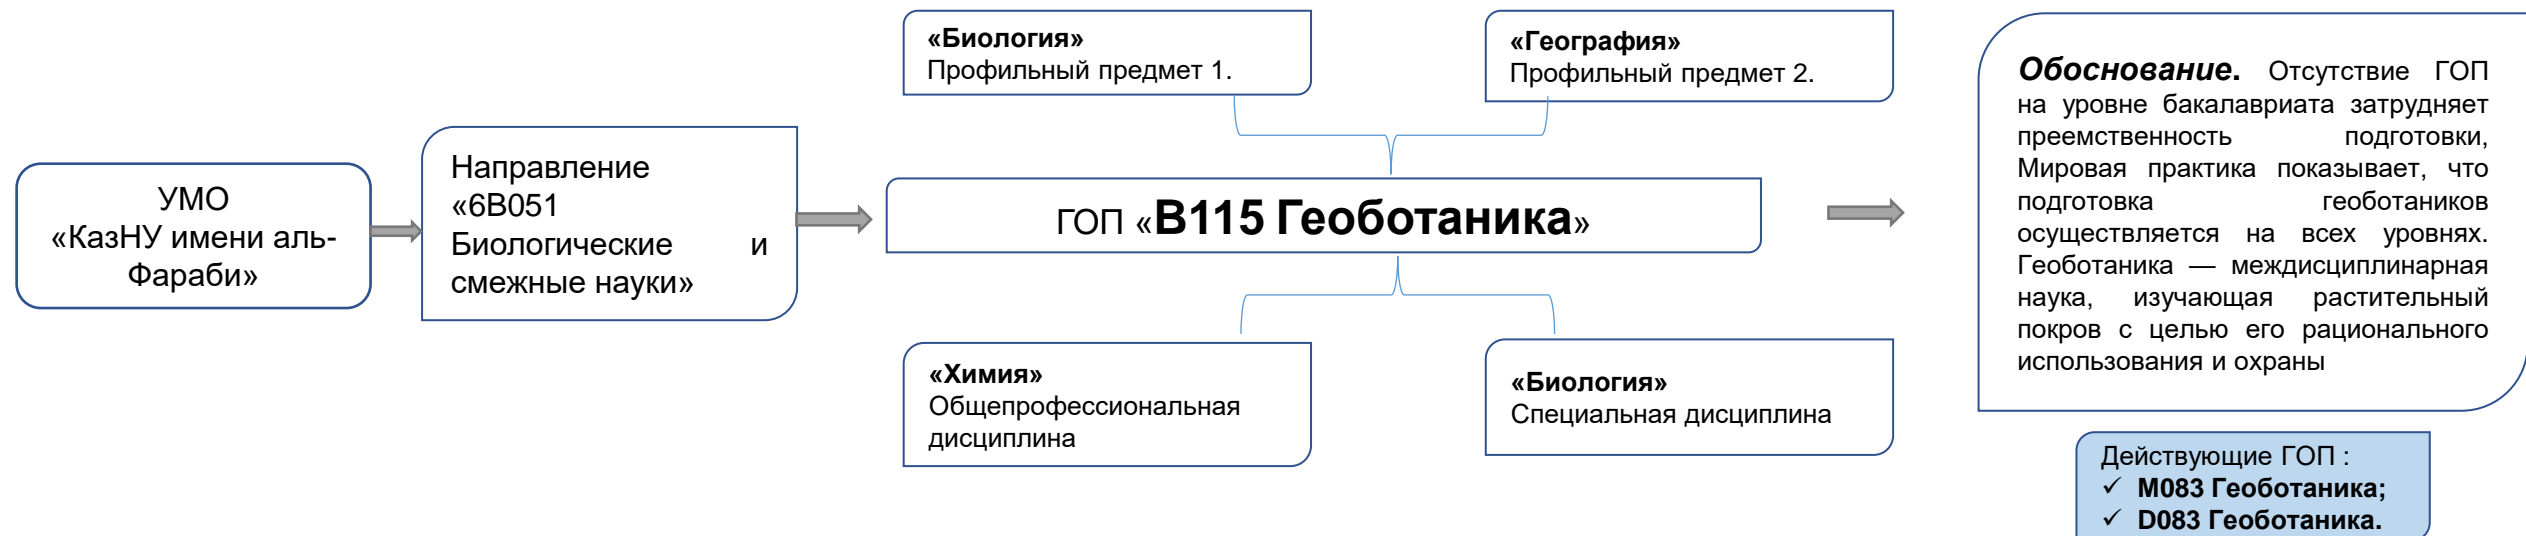 УМО
«КазНУ имени аль-
Фараби»
Направление
«6В051
Биологические и
смежные науки»
«Биология»
Профильный предмет 1.
«География»
Профильный предмет 2.
ГОП «В115 Геоботаника»
«Химия»
Общепрофессиональная
дисциплина
«Биология»
Специальная дисциплина
Обоснование. Отсутствие ГОП
на уровне бакалавриата затрудняет
преемственность подготовки,
Мировая практика показывает, что
подготовка геоботаников
осуществляется на всех уровнях.
Геоботаника — междисциплинарная
наука, изучающая растительный
покров с целью его рационального
использования и охраны
Действующие ГОП :
✓ М083 Геоботаника;
✓ D083 Геоботаника.